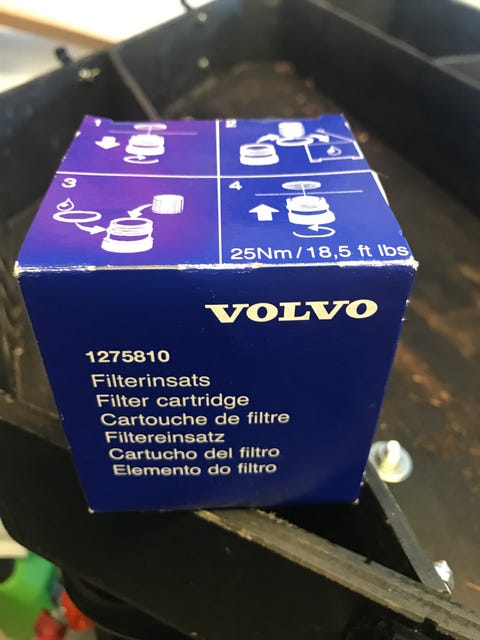 1
2
3
4
25Nm/18,5 ft lbs
VOLVO
1275810
Filterinsats
Filter cartridge
Cartouche de filtre
Filtereinsatz
Cartucho del filtro
Elemento do filtro